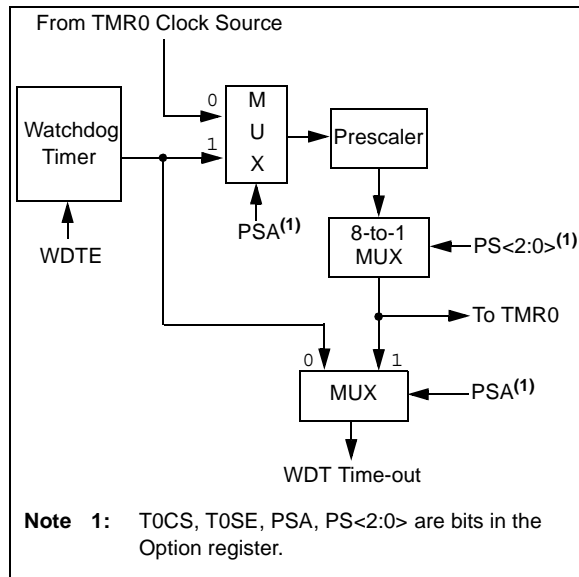 From TMR0 Clock Source
0
M
U
X
Watchdog
Timer
1
Prescaler
PSA(1)
WDTE
8-to-1
MUX
PS<2:0>(1)
To TMR0
0
1
MUX
PSA(1)
WDT Time-out
Note 1: T0CS, T0SE, PSA, PS<2:0> are bits in the
Option register.